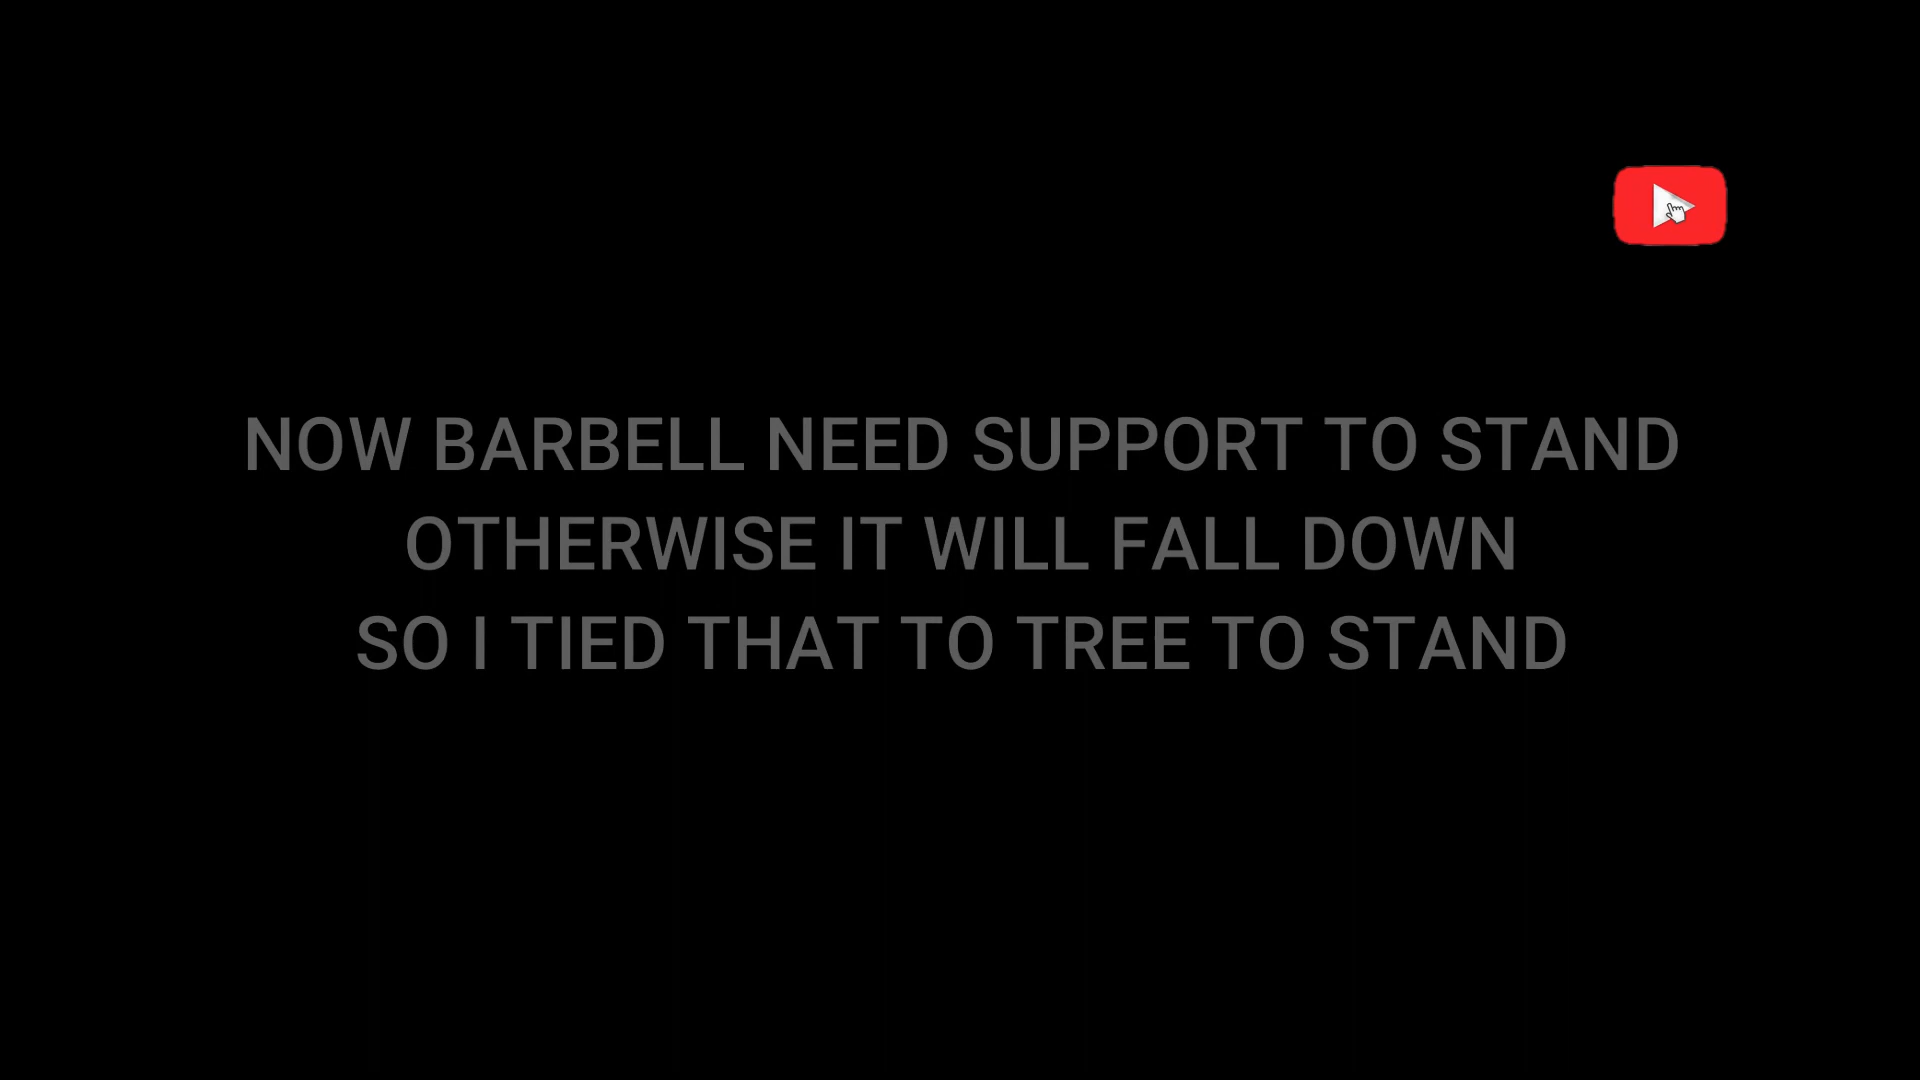 NOW BARBELL NEED SUPPORT TO STAND
OTHERWISE IT WILL FALL DOWN
SO I TIED THAT TO TREE TO STAND